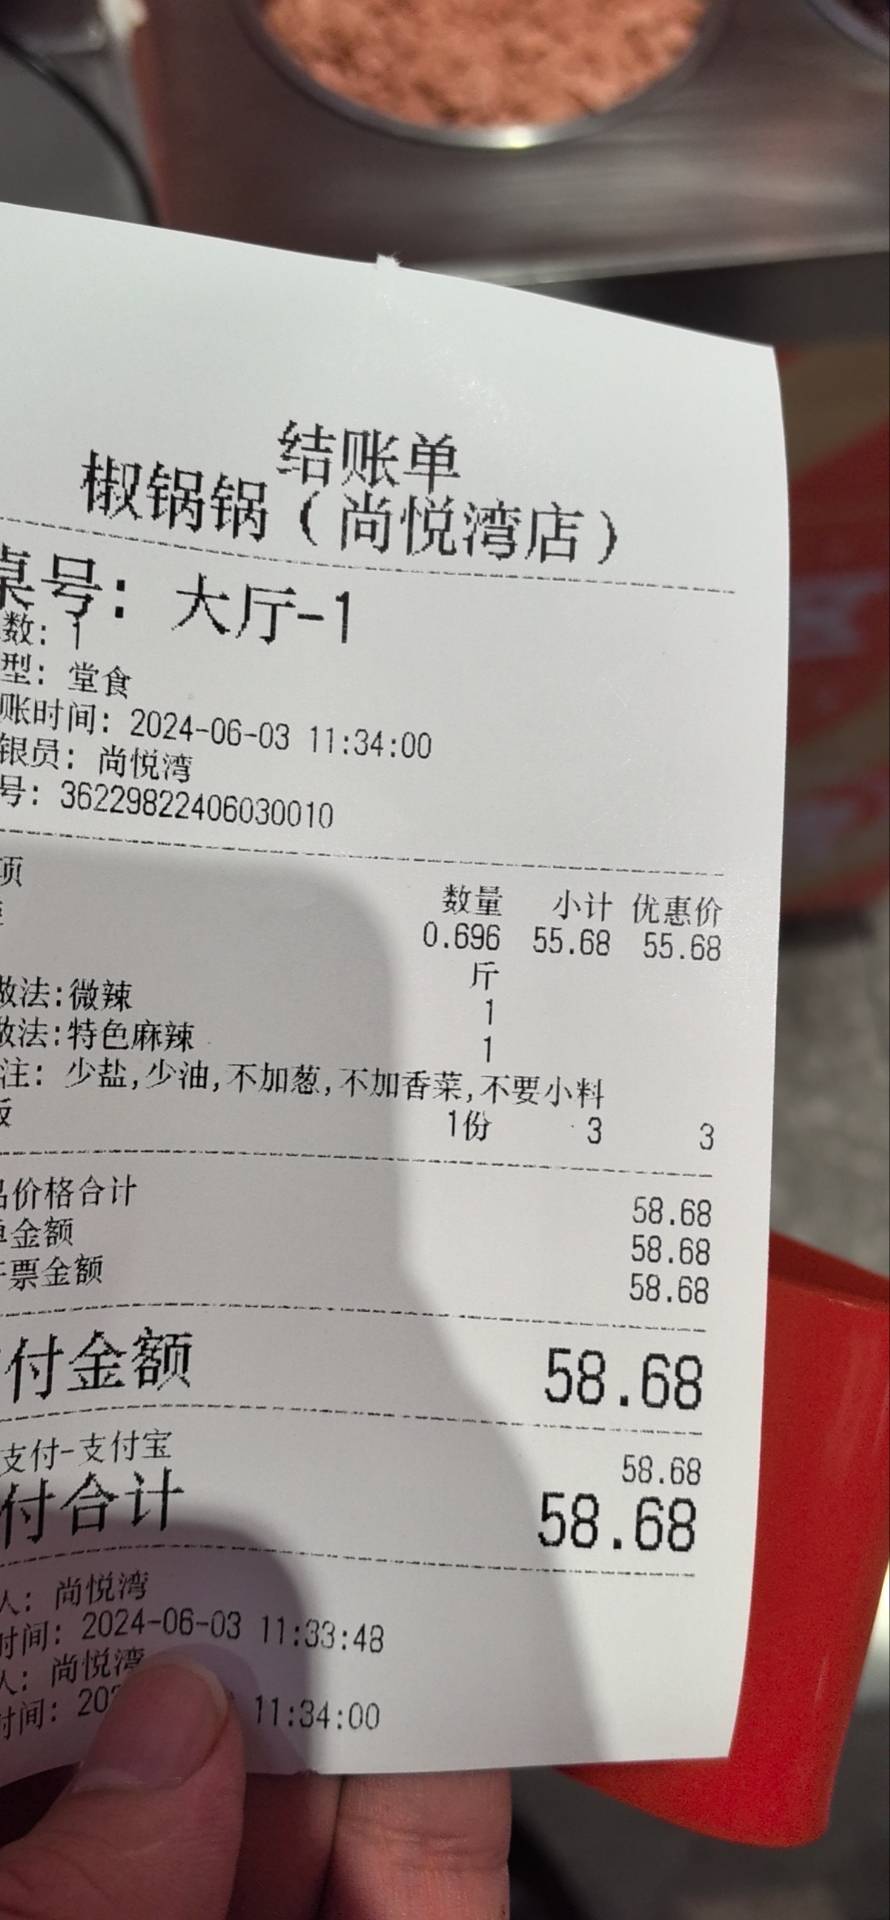 结账单
椒锅锅（尚悦湾店）
桌号：大厅-1
数：1
型：堂食
账时间：2024-06-03 11:34:00
银员：尚悦湾
号：36229822406030010
项 数量 小计 优惠价
0.696 55.68 55.68
斤
做法:微辣 1
做法:特色麻辣 1
注：少盐,少油,不加葱,不加香菜,不要小料
饭 1份 3 3
品价格合计 58.68
单金额 58.68
开票金额 58.68
付金额 58.68
支付-支付宝 58.68
付合计 58.68
人：尚悦湾
时间：2024-06-03 11:33:48
人：尚悦湾
时间：202 11:34:00